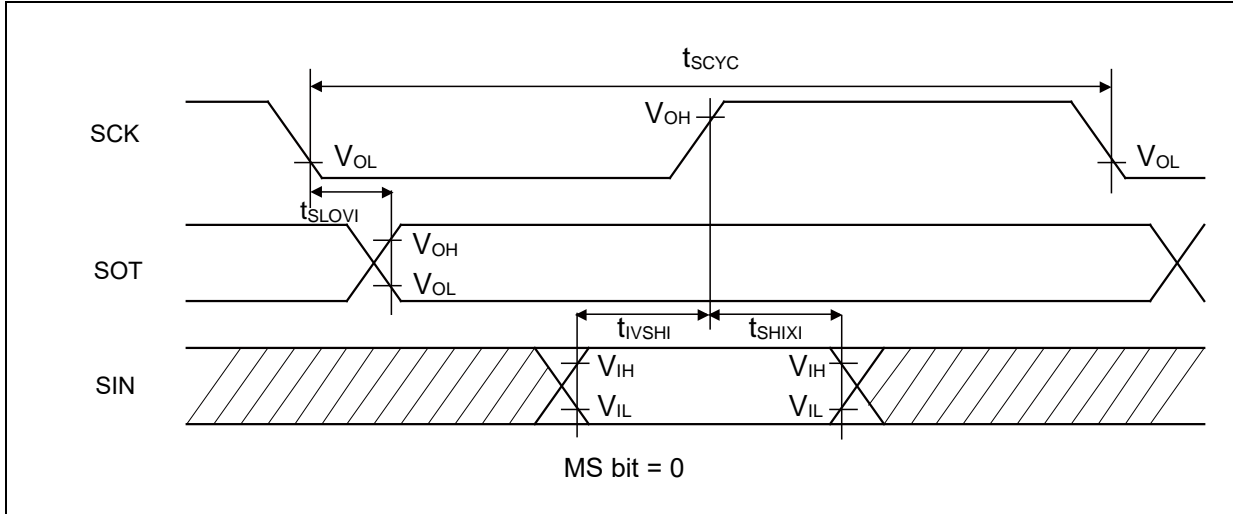 tSCYC
SCK
VOH
VOL
VOL
tSLOVI
SOT
VOH
VOL
tIVSHI
tSHIXI
SIN
VIH
VIH
VIL
VIL
MS bit = 0